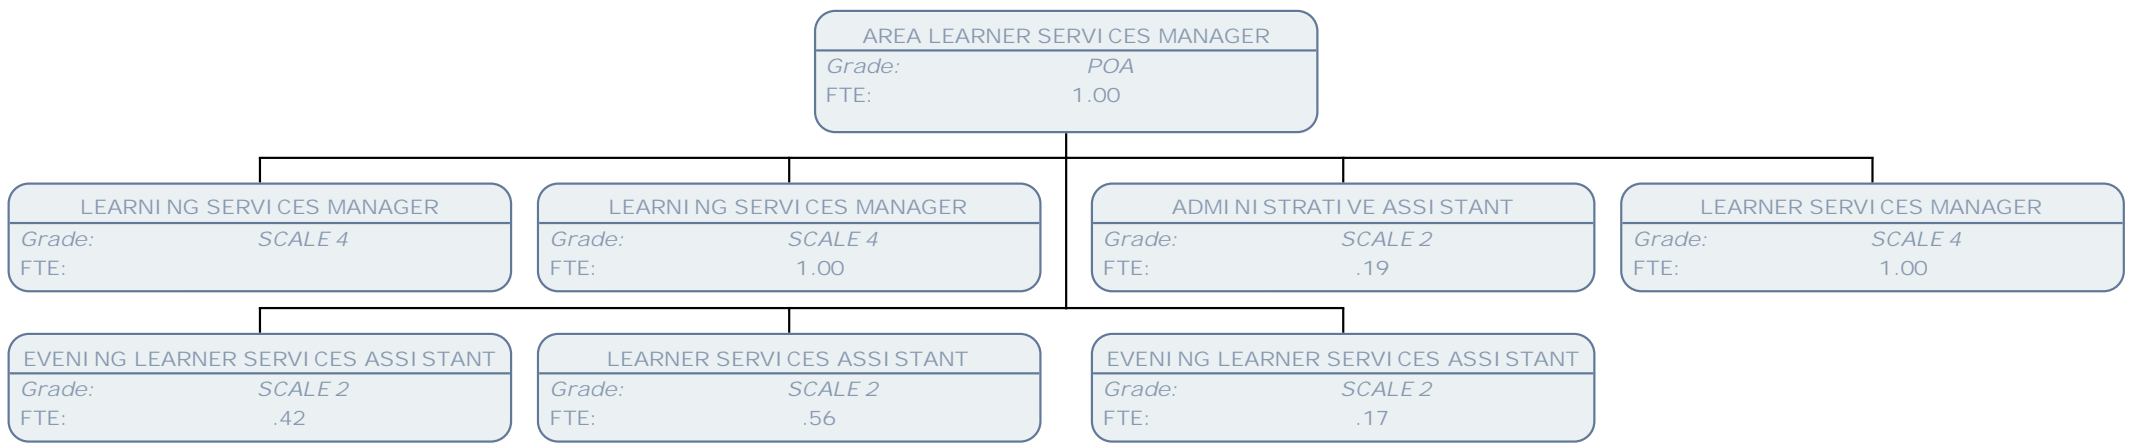 AREA LEARNER SERVICES MANAGER
Grade: POA
FTE: 1.00
LEARNING SERVICES MANAGER
Grade: SCALE 4
FTE:
LEARNING SERVICES MANAGER
Grade: SCALE 4
FTE: 1.00
ADMINISTRATIVE ASSISTANT
Grade: SCALE 2
FTE: .19
LEARNER SERVICES MANAGER
Grade: SCALE 4
FTE: 1.00
EVENING LEARNER SERVICES ASSISTANT
Grade: SCALE 2
FTE: .42
LEARNER SERVICES ASSISTANT
Grade: SCALE 2
FTE: .56
EVENING LEARNER SERVICES ASSISTANT
Grade: SCALE 2
FTE: .17